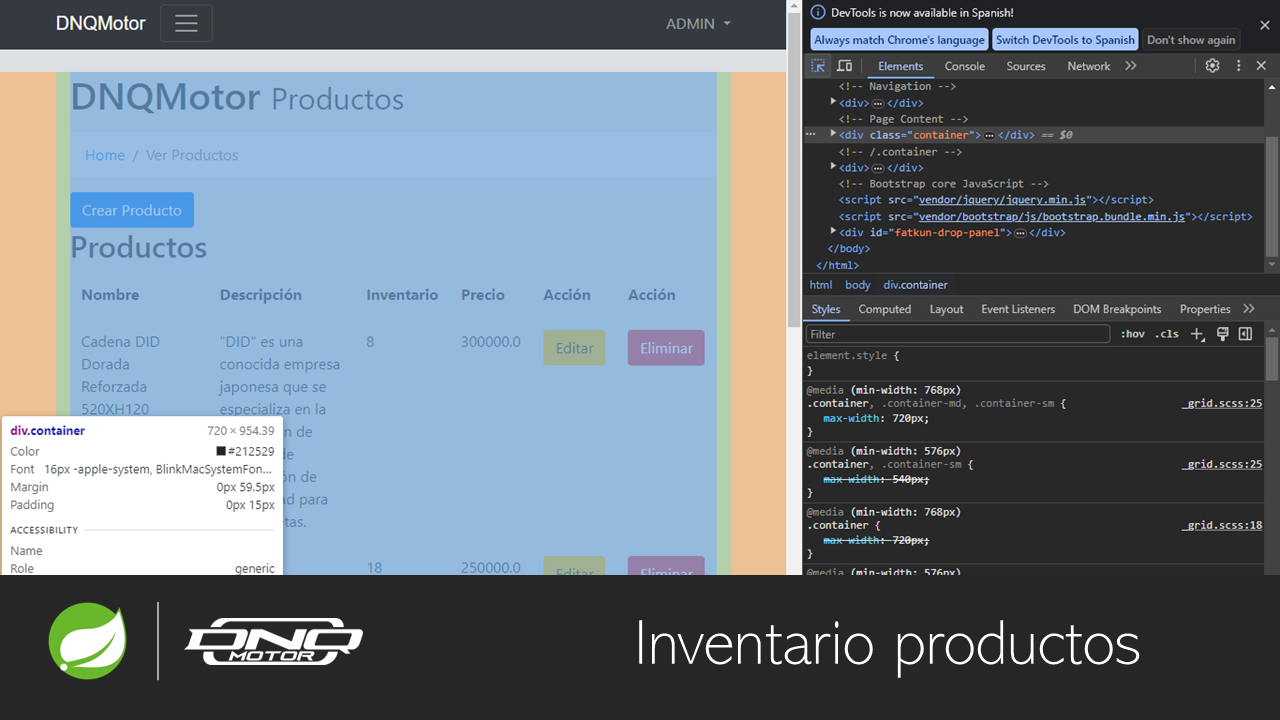 DNQMotor
ADMIN
DNQMotor Productos
Home / Ver Productos
Crear Producto
Productos
Nombre Descripción Inventario Precio Acción Acción
Cadena DID "DID" es una 8 300000.0 Editar Eliminar
Dorada conocida empresa
Reforzada japonesa que se
520XH120 especializa en la
n de
de
ón de
ad para
tas.
18 250000.0 Editar Eliminar
div.container 720 × 954.39
Color #212529
Font 16px -apple-system, BlinkMacSystemFon...
Margin 0px 59.5px
Padding 0px 15px
ACCESSIBILITY
Name
Role generic
DevTools is now available in Spanish!
Always match Chrome's language Switch DevTools to Spanish Don't show again
Elements Console Sources Network
<!-- Navigation -->
<div>…</div>
<!-- Page Content -->
<div class="container">…</div> == $0
<!-- /.container -->
<div>…</div>
<!-- Bootstrap core JavaScript -->
<script src="vendor/jquery/jquery.min.js"></script>
<script src="vendor/bootstrap/js/bootstrap.bundle.min.js"></script>
<div id="fatkun-drop-panel">…</div>
</body>
</html>
html body div.container
Styles Computed Layout Event Listeners DOM Breakpoints Properties
Filter :hov .cls
element.style {
}
@media (min-width: 768px)
.container, .container-md, .container-sm { _grid.scss:25
max-width: 720px;
}
@media (min-width: 576px)
.container, .container-sm { _grid.scss:25
max-width: 540px;
}
@media (min-width: 768px)
.container { _grid.scss:18
max-width: 720px;
}
@media (min-width: 576px)
DNQ
MOTOR
Inventario productos